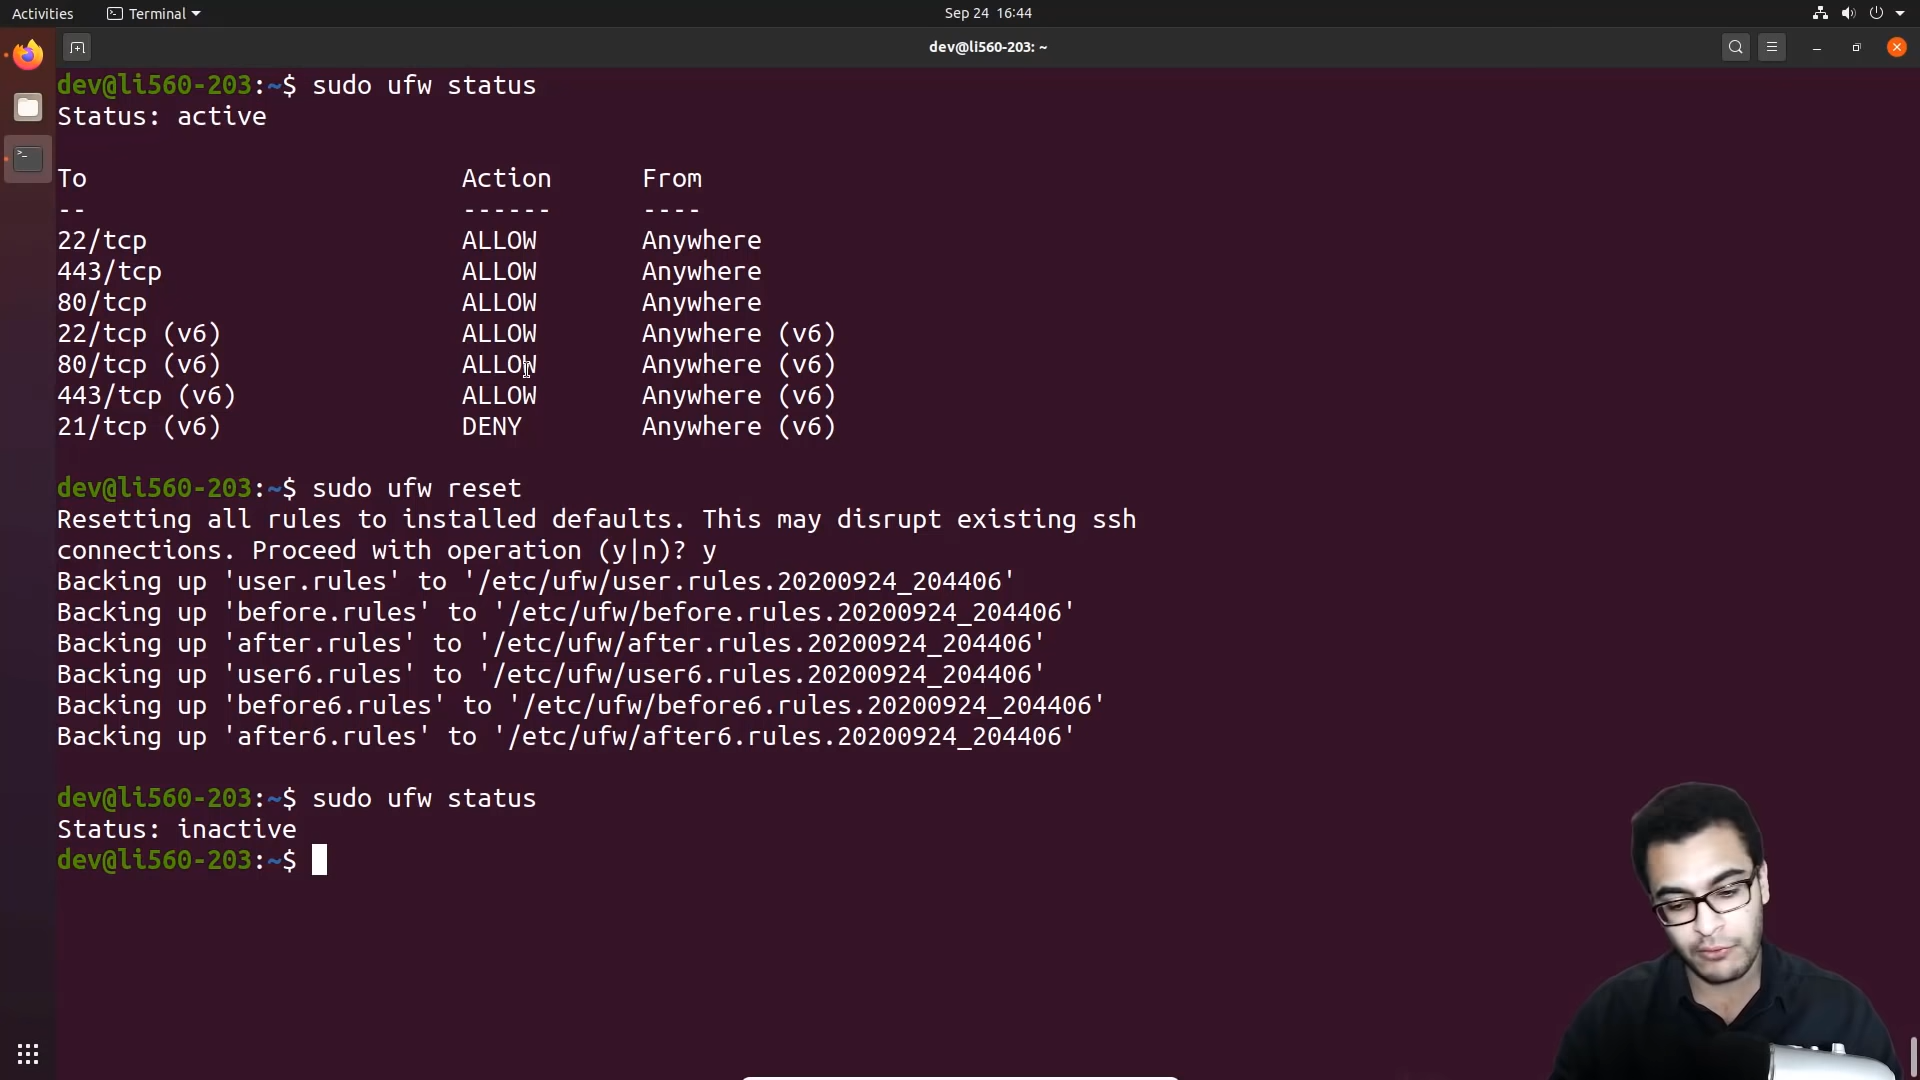 Activities
Terminal
Sep 24 16:44
dev@li560-203: ~
dev@li560-203:~$ sudo ufw status
Status: active
To Action From
-- ------ ----
22/tcp ALLOW Anywhere
443/tcp ALLOW Anywhere
80/tcp ALLOW Anywhere
22/tcp (v6) ALLOW Anywhere (v6)
80/tcp (v6) ALLOW Anywhere (v6)
443/tcp (v6) ALLOW Anywhere (v6)
21/tcp (v6) DENY Anywhere (v6)
dev@li560-203:~$ sudo ufw reset
Resetting all rules to installed defaults. This may disrupt existing ssh
connections. Proceed with operation (y|n)? y
Backing up 'user.rules' to '/etc/ufw/user.rules.20200924_204406'
Backing up 'before.rules' to '/etc/ufw/before.rules.20200924_204406'
Backing up 'after.rules' to '/etc/ufw/after.rules.20200924_204406'
Backing up 'user6.rules' to '/etc/ufw/user6.rules.20200924_204406'
Backing up 'before6.rules' to '/etc/ufw/before6.rules.20200924_204406'
Backing up 'after6.rules' to '/etc/ufw/after6.rules.20200924_204406'
dev@li560-203:~$ sudo ufw status
Status: inactive
dev@li560-203:~$